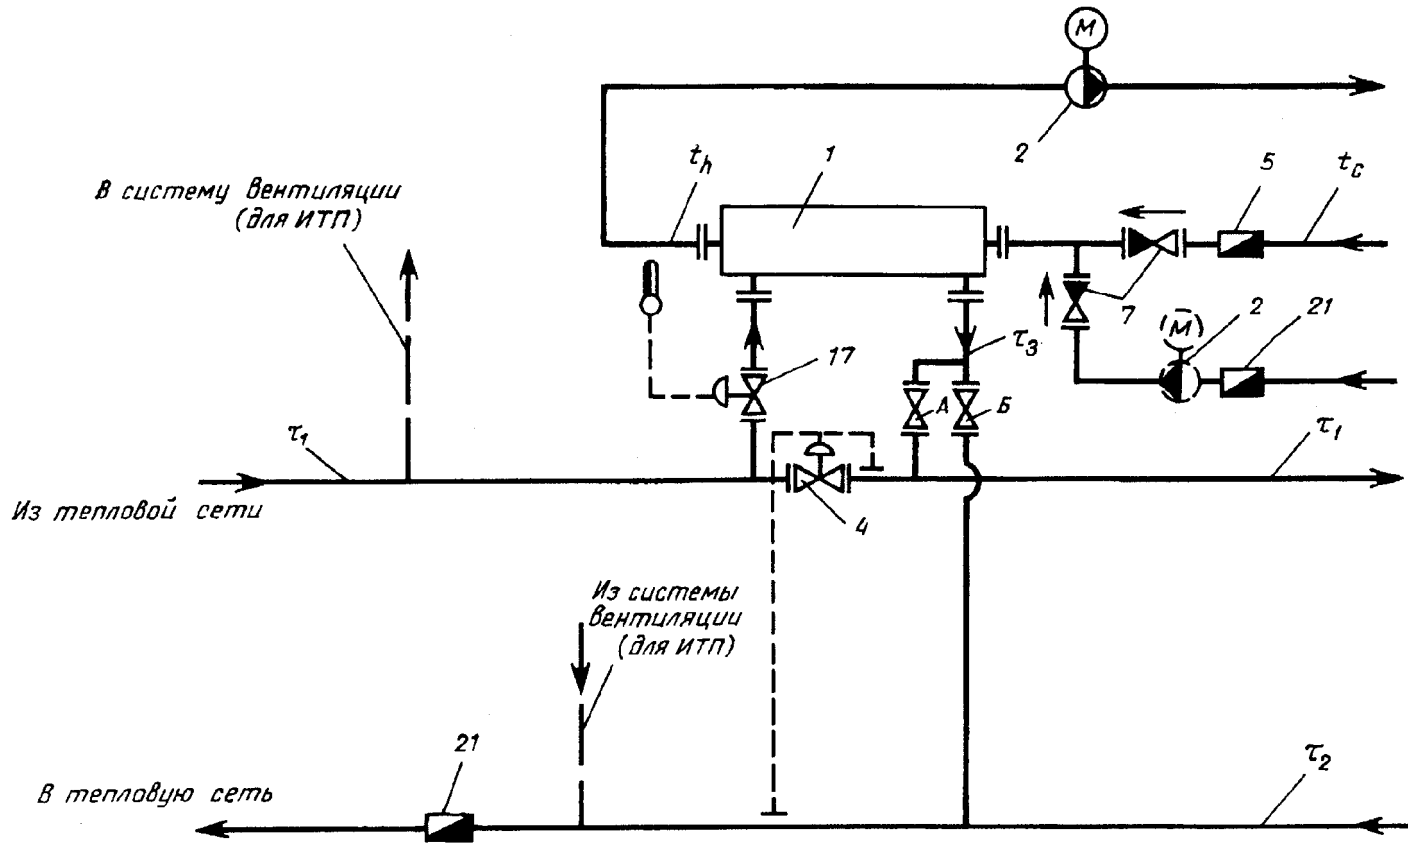 М
2
t_h
1
5
t_c
В систему вентиляции
(для ИТП)
7
М
2
21
τ_3
17
А
Б
τ_1
τ_1
Из тепловой сети
4
Из системы
вентиляции
(для ИТП)
21
τ_2
В тепловую сеть